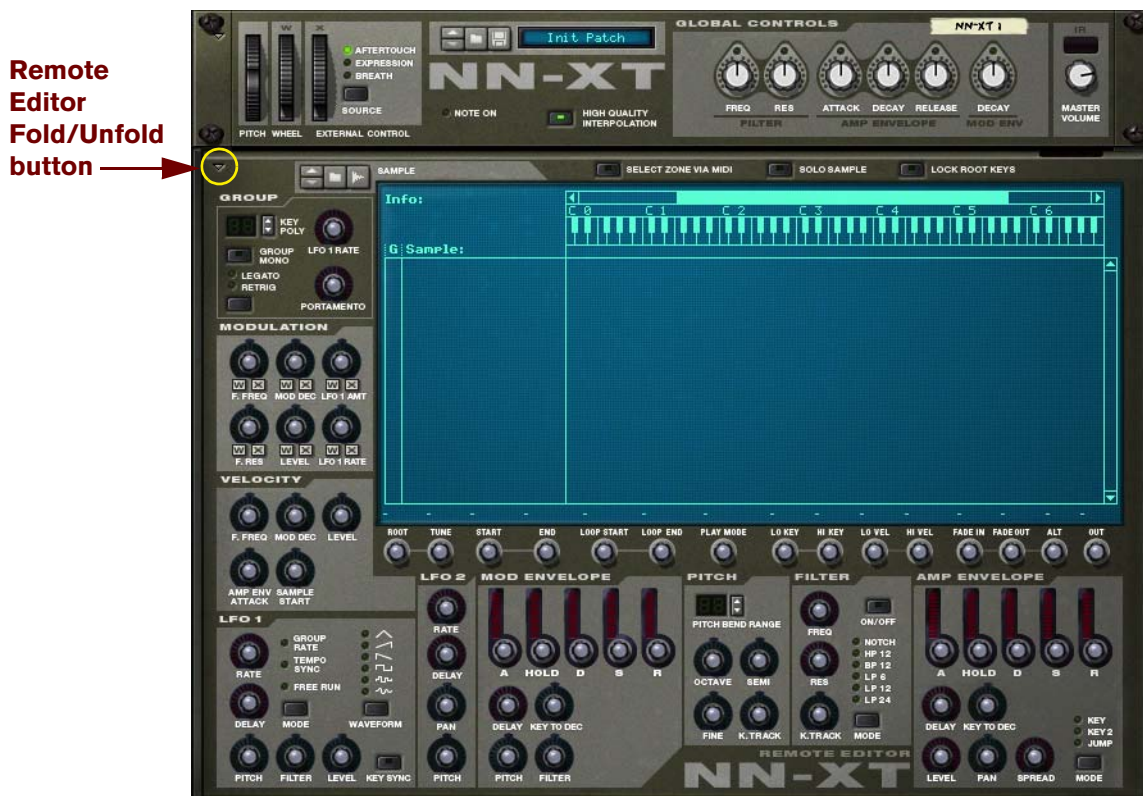 Remote
Editor
Fold/Unfold
button
W X
AFTERTOUCH
EXPRESSION
BREATH
SOURCE
PITCH WHEEL EXTERNAL CONTROL
Init Patch
NN-XT
NOTE ON
HIGH QUALITY
INTERPOLATION
GLOBAL CONTROLS
NN-XT 1
FREQ RES ATTACK DECAY RELEASE DECAY
FILTER AMP ENVELOPE MOD ENV
IR
MASTER
VOLUME
SAMPLE
SELECT ZONE VIA MIDI
SOLO SAMPLE
LOCK ROOT KEYS
GROUP
KEY
POLY
LFO 1 RATE
GROUP
MONO
LEGATO
RETRIG
PORTAMENTO
Info:
C 0 C 1 C 2 C 3 C 4 C 5 C 6
G Sample:
MODULATION
W X W X W X
F. FREQ MOD DEC LFO 1 AMT
W X W X W X
F. RES LEVEL LFO 1 RATE
VELOCITY
F. FREQ MOD DEC LEVEL
AMP ENV
ATTACK
SAMPLE
START
- - - - - - - - - - - - - - -
ROOT TUNE START END LOOP START LOOP END PLAY MODE LO KEY HI KEY LO VEL HI VEL FADE IN FADE OUT ALT OUT
LFO 1
RATE
GROUP
RATE
TEMPO
SYNC
FREE RUN
DELAY MODE WAVEFORM
PITCH FILTER LEVEL KEY SYNC
LFO 2
RATE
DELAY
PAN
PITCH
MOD ENVELOPE
A HOLD D S R
DELAY KEY TO DEC
PITCH FILTER
PITCH
PITCH BEND RANGE
OCTAVE SEMI
FINE K.TRACK
FILTER
FREQ
ON/OFF
NOTCH
HP 12
BP 12
LP 6
LP 12
LP 24
RES
K.TRACK MODE
AMP ENVELOPE
A HOLD D S R
DELAY KEY TO DEC
KEY
KEY 2
JUMP
LEVEL PAN SPREAD MODE
REMOTE EDITOR
NN-XT